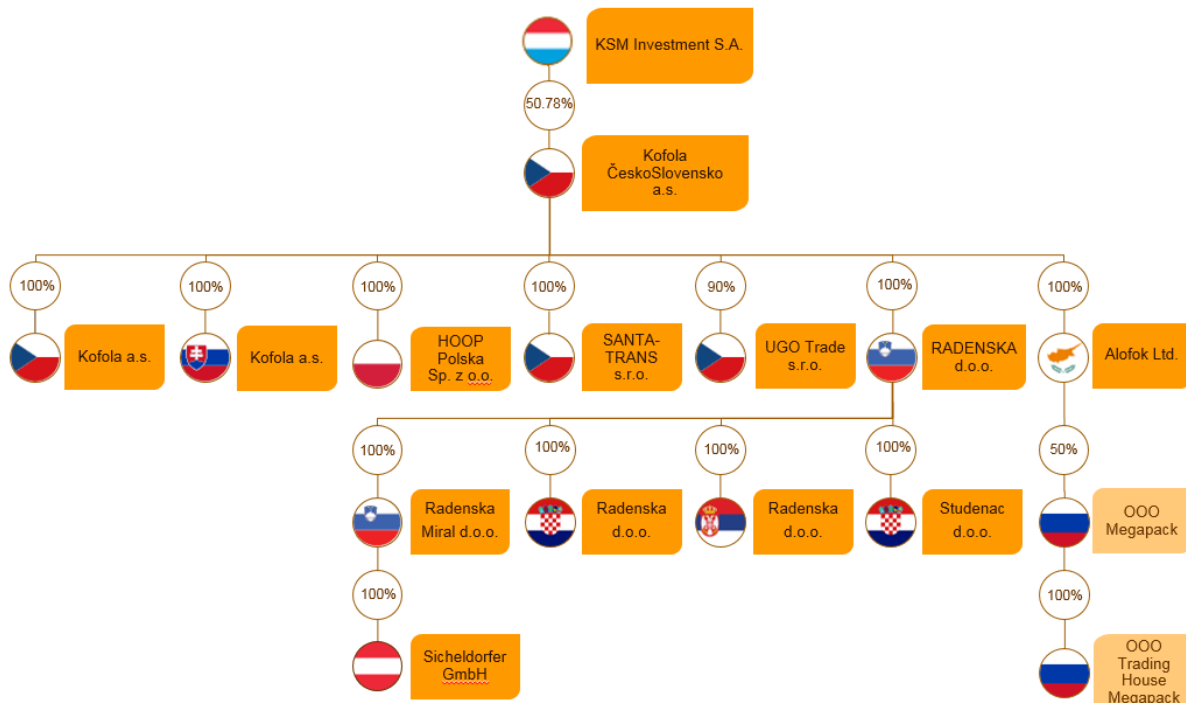 KSM Investment S.A.
50.78%
Kofola
ČeskoSlovensko
a.s.
100%
100%
100%
100%
90%
100%
100%
Kofola a.s.
Kofola a.s.
HOOP
Polska
Sp. z o.o.
SANTA-
TRANS
s.r.o.
UGO Trade
s.r.o.
RADENSKA
d.o.o.
Alofok Ltd.
100%
100%
100%
100%
50%
Radenska
Miral d.o.o.
Radenska
d.o.o.
Radenska
d.o.o.
Studenac
d.o.o.
OOO
Megapack
100%
100%
Sicheldorfer
GmbH
OOO
Trading
House
Megapack